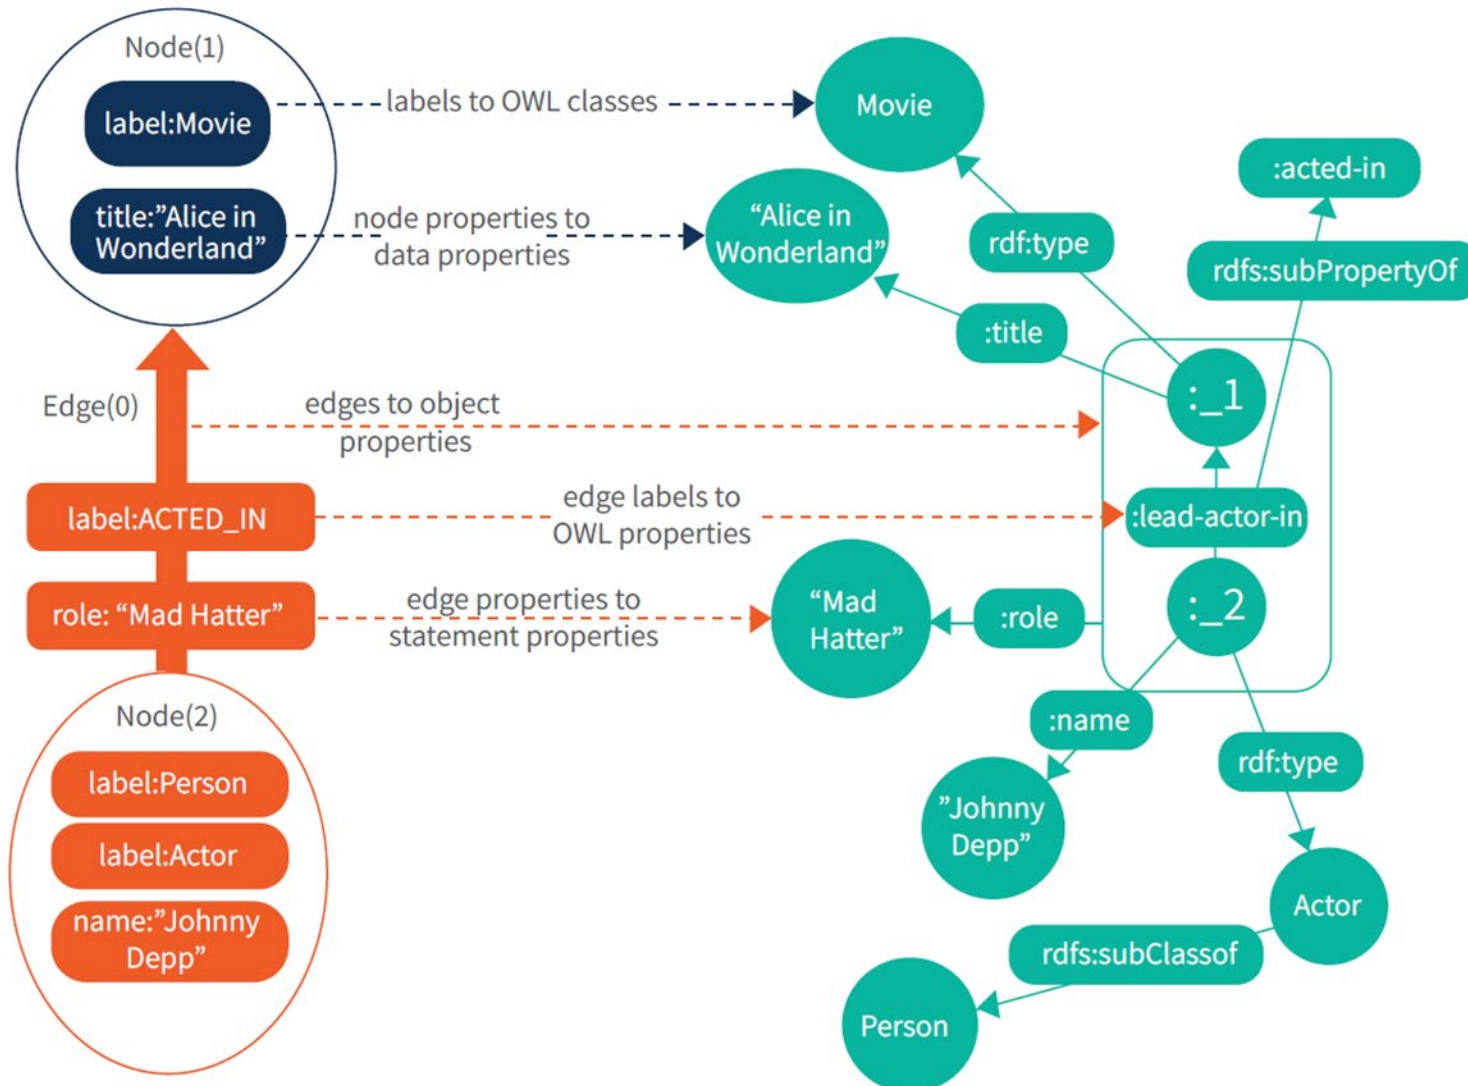 Node(1)
label:Movie
title:”Alice in
Wonderland”
labels to OWL classes
node properties to
data properties
Movie
“Alice in
Wonderland”
rdf:type
:title
:acted-in
rdfs:subPropertyOf
Edge(0)
edges to object
properties
:_1
label:ACTED_IN
edge labels to
OWL properties
:lead-actor-in
role: “Mad Hatter”
edge properties to
statement properties
“Mad
Hatter”
:role
:_2
Node(2)
label:Person
label:Actor
name:”Johnny
Depp”
:name
”Johnny
Depp”
rdf:type
Actor
rdfs:subClassof
Person